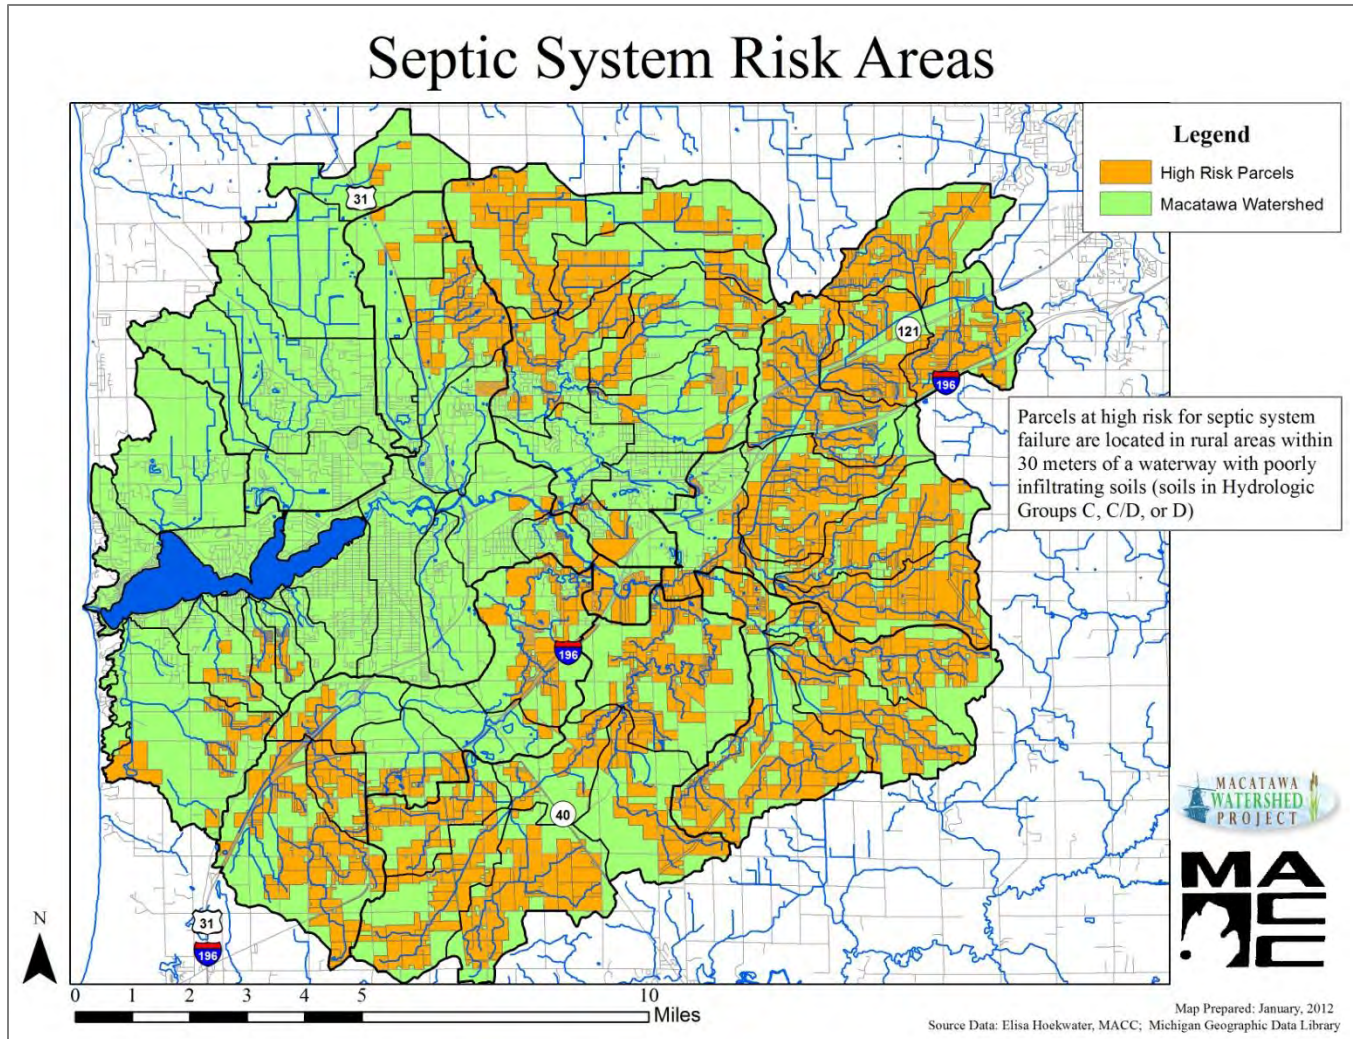 Septic System Risk Areas
Legend
High Risk Parcels
Macatawa Watershed
31
121
196
Parcels at high risk for septic system
failure are located in rural areas within
30 meters of a waterway with poorly
infiltrating soils (soils in Hydrologic
Groups C, C/D, or D)
196
40
MACATAWA
WATERSHED
PROJECT
MA
CC
N
31
196
0 1 2 3 4 5 10
Miles
Map Prepared: January, 2012
Source Data: Elisa Hoekwater, MACC; Michigan Geographic Data Library